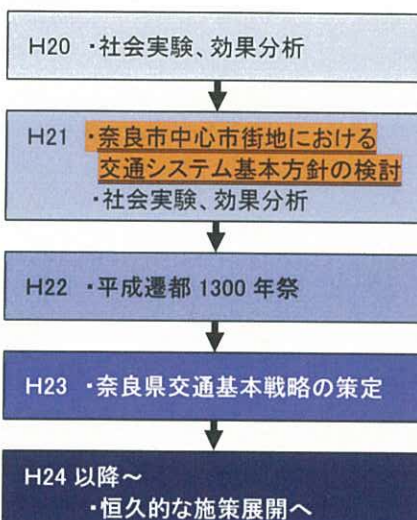 H20 ・社会実験、効果分析
H21 ・奈良市中心市街地における
交通システム基本方針の検討
・社会実験、効果分析
H22 ・平成遷都 1300 年祭
H23 ・奈良県交通基本戦略の策定
H24 以降～
・恒久的な施策展開へ